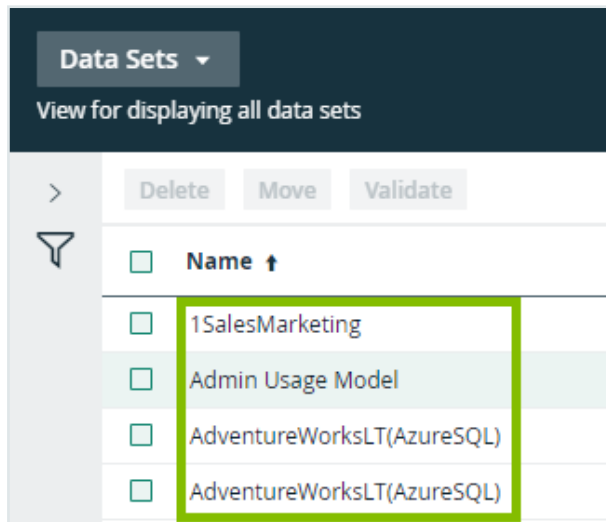 Data Sets
View for displaying all data sets
Delete Move Validate
Name
1SalesMarketing
Admin Usage Model
AdventureWorksLT(AzureSQL)
AdventureWorksLT(AzureSQL)